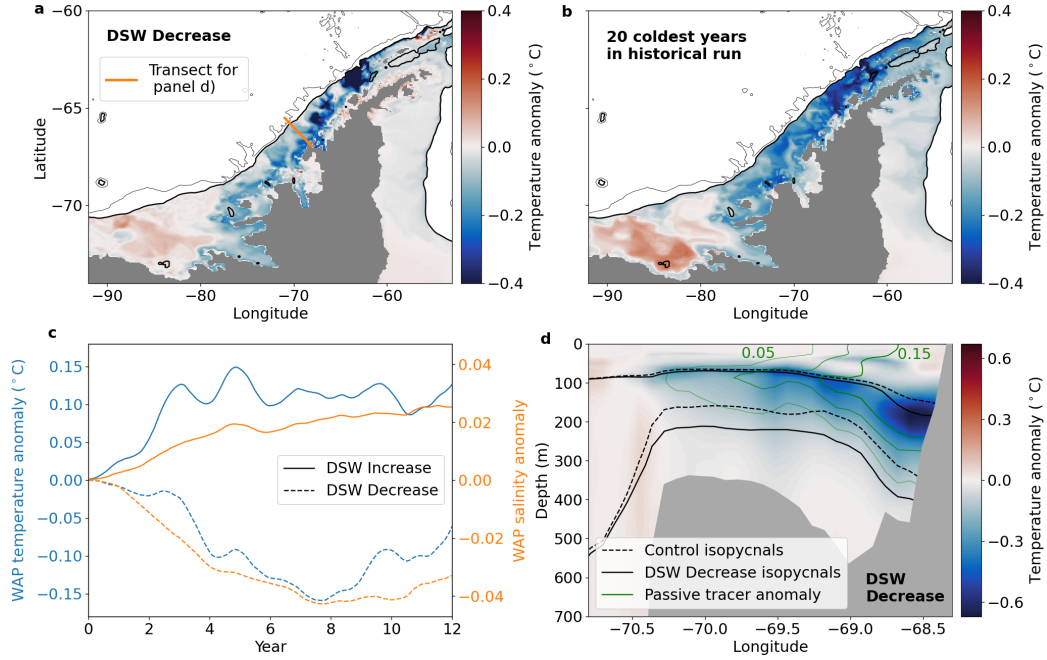 a
DSW Decrease
Transect for
panel d)
−60
−65
−70
Latitude
−90
−80
−70
−60
Longitude
0.4
0.2
0.0
−0.2
−0.4
Temperature anomaly (°C)
b
20 coldest years
in historical run
−90
−80
−70
−60
Longitude
0.4
0.2
0.0
−0.2
−0.4
Temperature anomaly (°C)
c
WAP temperature anomaly (°C)
0.15
0.10
0.05
0.00
−0.05
−0.10
−0.15
DSW Increase
DSW Decrease
0.04
0.02
0.00
−0.02
−0.04
WAP salinity anomaly
0
2
4
6
8
10
12
Year
d
0.05
0.15
0
100
200
300
400
500
600
700
Depth (m)
Control isopycnals
DSW Decrease isopycnals
Passive tracer anomaly
DSW
Decrease
−70.5
−70.0
−69.5
−69.0
−68.5
Longitude
0.6
0.4
0.2
0.0
−0.2
−0.4
−0.6
Temperature anomaly (°C)